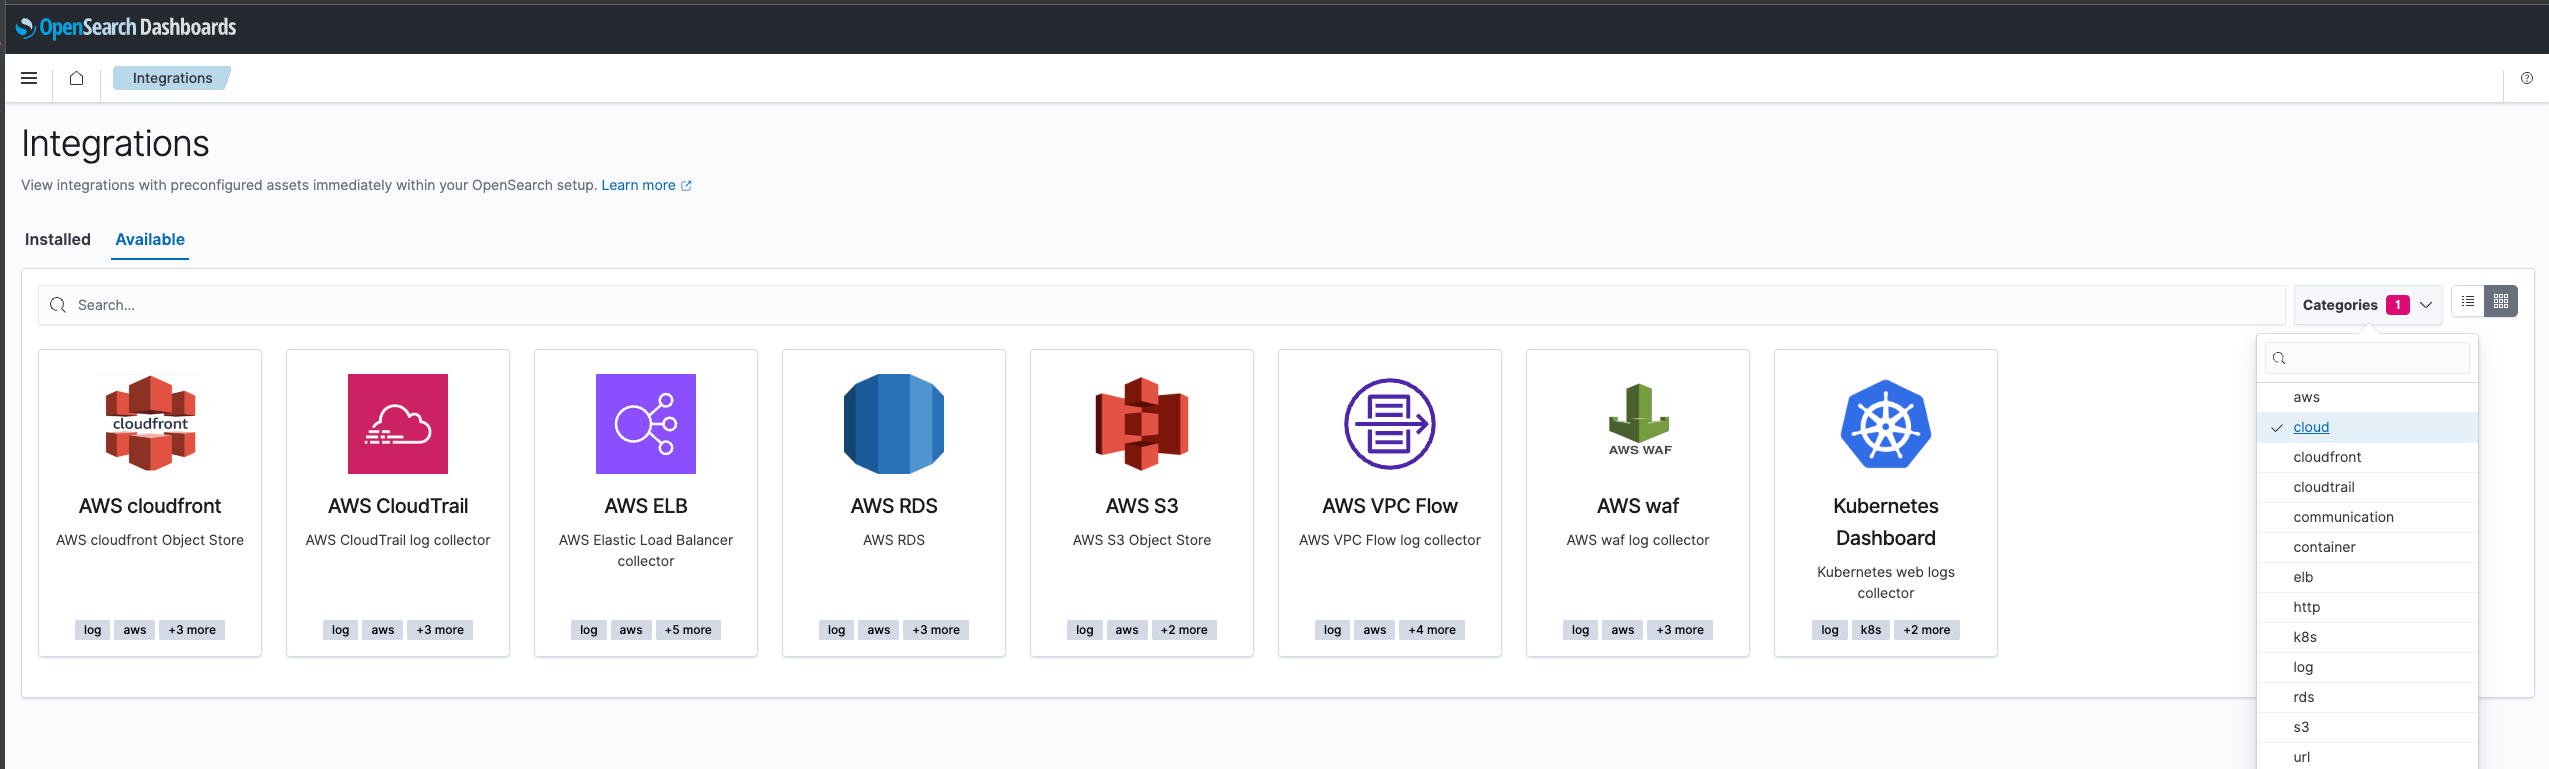 OpenSearch Dashboards
Integrations
Integrations
View integrations with preconfigured assets immediately within your OpenSearch setup. Learn more
Installed
Available
Search...
Categories 1
cloudfront
AWS cloudfront
AWS cloudfront Object Store
log aws +3 more
AWS CloudTrail
AWS CloudTrail log collector
log aws +3 more
AWS ELB
AWS Elastic Load Balancer
collector
log aws +5 more
AWS RDS
AWS RDS
log aws +3 more
AWS S3
AWS S3 Object Store
log aws +2 more
AWS VPC Flow
AWS VPC Flow log collector
log aws +4 more
AWS WAF
AWS waf
AWS waf log collector
log aws +3 more
Kubernetes
Dashboard
Kubernetes web logs
collector
log k8s +2 more
aws
cloud
cloudfront
cloudtrail
communication
container
elb
http
k8s
log
rds
s3
url